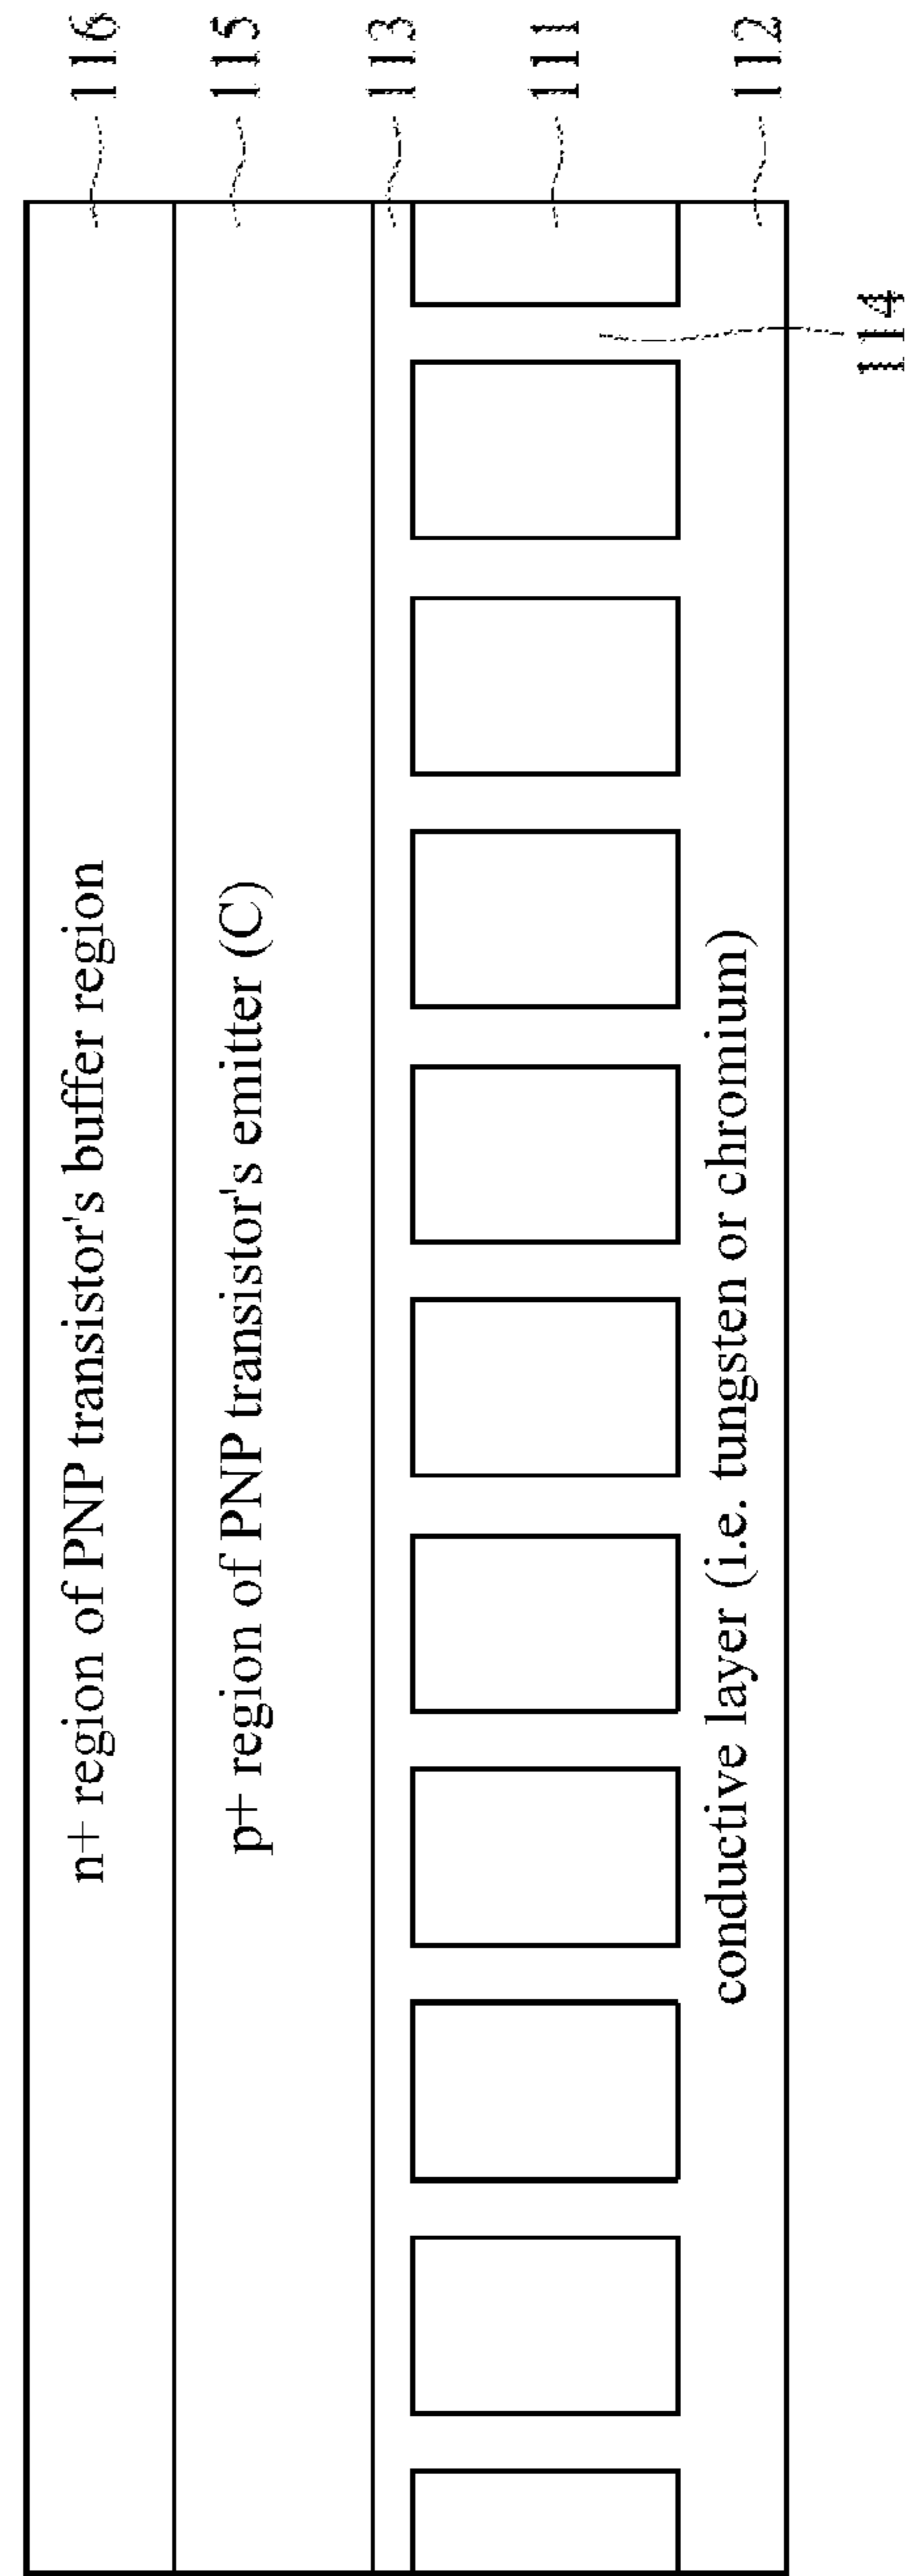 n+ region of PNP transistor's buffer region
116
p+ region of PNP transistor's emitter (C)
115
113
111
conductive layer (i.e. tungsten or chromium)
112
114